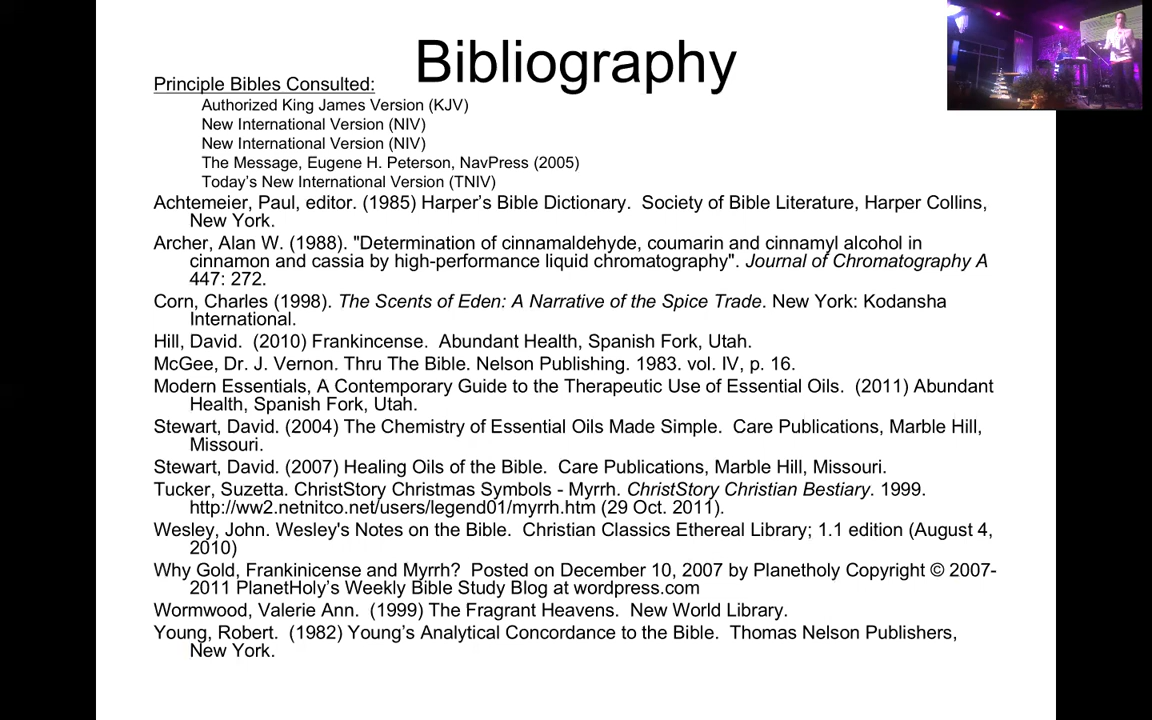 Bibliography
Principle Bibles Consulted:
Authorized King James Version (KJV)
New International Version (NIV)
New International Version (NIV)
The Message, Eugene H. Peterson, NavPress (2005)
Today's New International Version (TNIV)
Achtemeier, Paul, editor. (1985) Harper's Bible Dictionary.  Society of Bible Literature, Harper Collins,
New York.
Archer, Alan W. (1988). "Determination of cinnamaldehyde, coumarin and cinnamyl alcohol in
cinnamon and cassia by high-performance liquid chromatography". Journal of Chromatography A
447: 272.
Corn, Charles (1998). The Scents of Eden: A Narrative of the Spice Trade. New York: Kodansha
International.
Hill, David.  (2010) Frankincense.  Abundant Health, Spanish Fork, Utah.
McGee, Dr. J. Vernon. Thru The Bible. Nelson Publishing. 1983. vol. IV, p. 16.
Modern Essentials, A Contemporary Guide to the Therapeutic Use of Essential Oils.  (2011) Abundant
Health, Spanish Fork, Utah.
Stewart, David. (2004) The Chemistry of Essential Oils Made Simple.  Care Publications, Marble Hill,
Missouri.
Stewart, David. (2007) Healing Oils of the Bible.  Care Publications, Marble Hill, Missouri.
Tucker, Suzetta. ChristStory Christmas Symbols - Myrrh. ChristStory Christian Bestiary. 1999.
http://ww2.netnitco.net/users/legend01/myrrh.htm (29 Oct. 2011).
Wesley, John. Wesley's Notes on the Bible.  Christian Classics Ethereal Library; 1.1 edition (August 4,
2010)
Why Gold, Frankinicense and Myrrh?  Posted on December 10, 2007 by Planetholy Copyright © 2007-
2011 PlanetHoly's Weekly Bible Study Blog at wordpress.com
Wormwood, Valerie Ann.  (1999) The Fragrant Heavens.  New World Library.
Young, Robert.  (1982) Young's Analytical Concordance to the Bible.  Thomas Nelson Publishers,
New York.